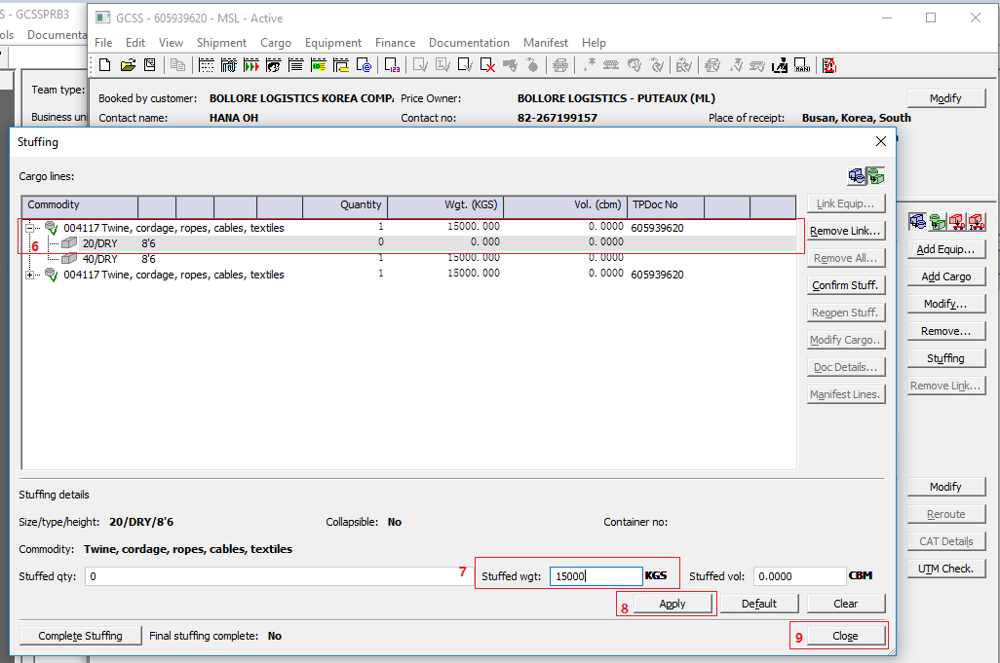 S - GCSSPRB3
GCSS - 605939620 - MSL - Active
ols Documenta
File Edit View Shipment Cargo Equipment Finance Documentation Manifest Help
Team type:
Booked by customer: BOLLORE LOGISTICS KOREA COMP Price Owner: BOLLORE LOGISTICS - PUTEAUX (ML) Modify
Business uni
Contact name: HANA OH Contact no: 82-267199157 Place of receipt: Busan, Korea, South
Stuffing
Cargo lines:
Commodity Quantity Wgt. (KGS) Vol. (cbm) TPDoc No
Link Equip...
004117 Twine, cordage, ropes, cables, textiles 1 15000. 000 0. 0000 605939620
Remove Link...
6 20/DRY 8'6 0 0. 000 0. 0000
40/DRY 8'6 1 15000. 000 0. 0000
Remove All...
004117 Twine, cordage, ropes, cables, textiles 1 15000. 000 0. 0000 605939620
Confirm Stuff.
Reopen Stuff.
Modify Cargo..
Doc Details...
Manifest Lines.
Add Equip...
Add Cargo
Modify...
Remove...
Stuffing
Remove Link...
Modify
Reroute
CAT Details
UTM Check.
Stuffing details
Size/type/height: 20/DRY/8'6 Collapsible: No Container no:
Commodity: Twine, cordage, ropes, cables, textiles
Stuffed qty: 0 7 Stuffed wgt: 15000 KGS Stuffed vol: 0.0000 CBM
8 Apply Default Clear
Complete Stuffing Final stuffing complete: No 9 Close